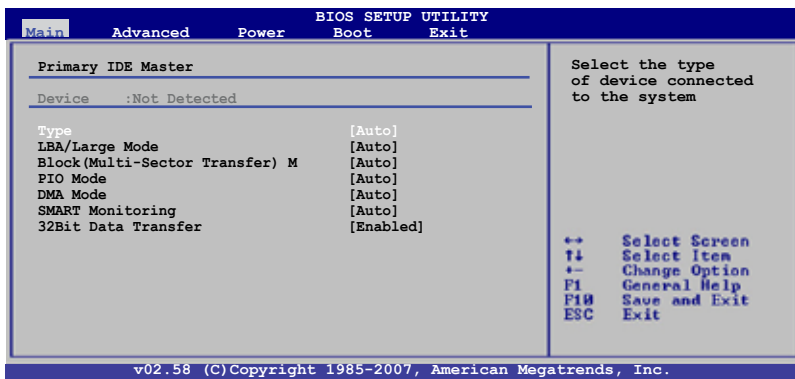 BIOS SETUP UTILITY
Main Advanced Power Boot Exit
Primary IDE Master
Device :Not Detected
Type [Auto]
LBA/Large Mode [Auto]
Block(Multi-Sector Transfer) M [Auto]
PIO Mode [Auto]
DMA Mode [Auto]
SMART Monitoring [Auto]
32Bit Data Transfer [Enabled]
Select the type
of device connected
to the system
↔ Select Screen
↑↓ Select Item
+- Change Option
F1 General Help
F10 Save and Exit
ESC Exit
v02.58 (C)Copyright 1985-2007, American Megatrends, Inc.